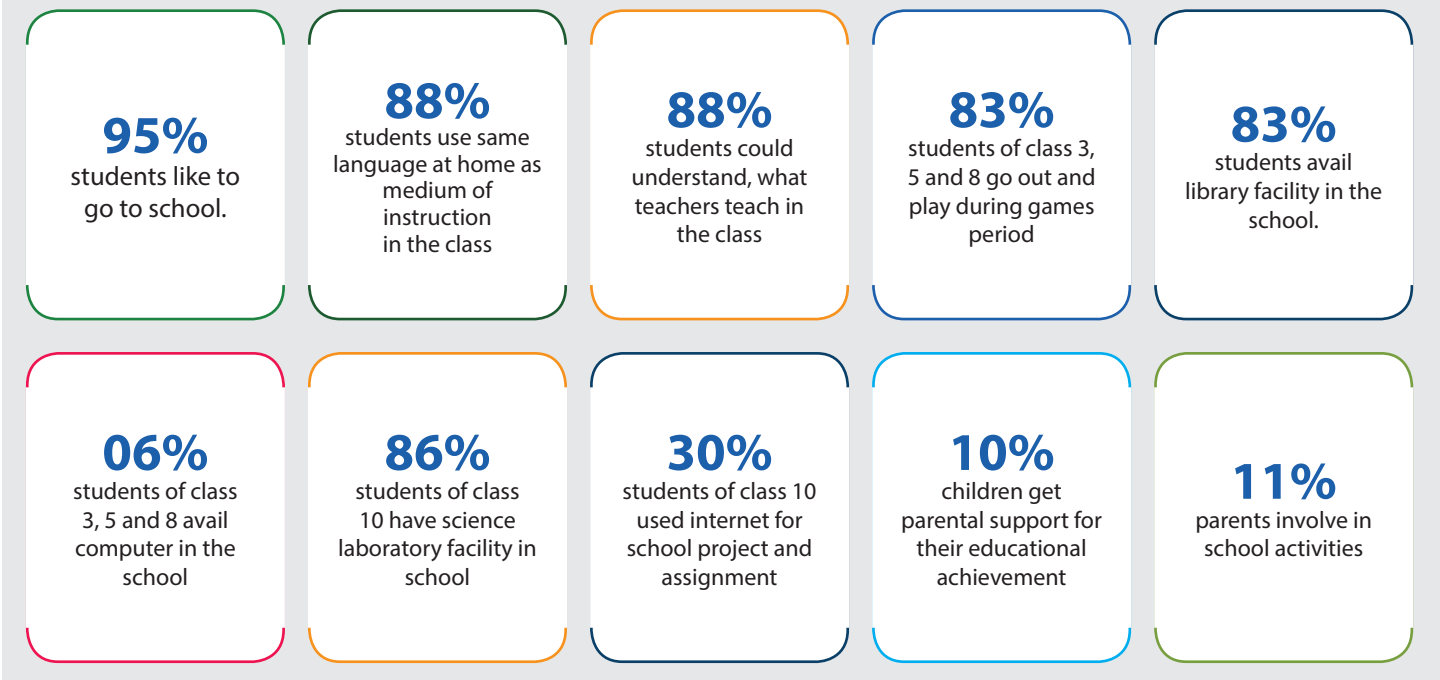 95%
students like to
go to school.
88%
students use same
language at home as
medium of
instruction
in the class
88%
students could
understand, what
teachers teach in
the class
83%
students of class 3,
5 and 8 go out and
play during games
period
83%
students avail
library facility in the
school.
06%
students of class
3, 5 and 8 avail
computer in the
school
86%
students of class
10 have science
laboratory facility in
school
30%
students of class 10
used internet for
school project and
assignment
10%
children get
parental support for
their educational
achievement
11%
parents involve in
school activities